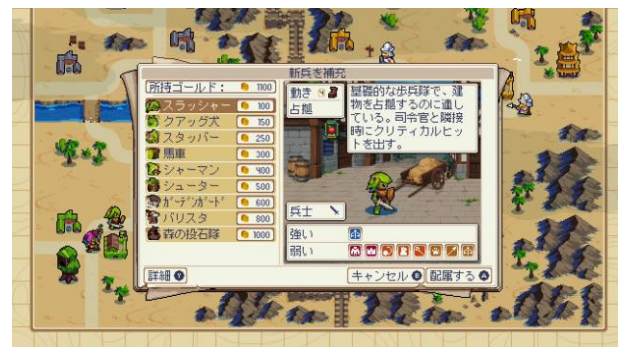 新兵を補充
所持ゴールド： 1100
スラッシャー 100
クアッグ犬 150
スタッバー 250
馬車 300
シャーマン 400
シューター 500
ガーデンガード 600
バリスタ 800
森の投石隊 1000
動き
占拠
基礎的な歩兵隊で、建
物を占拠するのに適し
ている。司令官と隣接
時にクリティカルヒッ
トを出す。
兵士
強い
弱い
詳細 Y
キャンセル B
配属する A